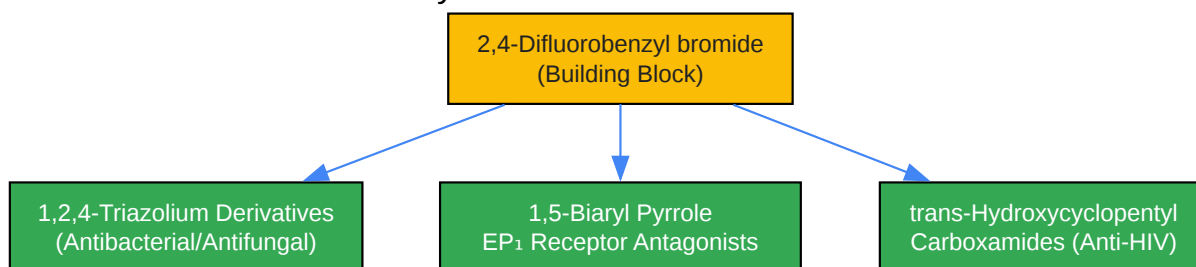 2,4-Difluorobenzyl bromide
(Building Block)
1,2,4-Triazolium Derivatives
(Antibacterial/Antifungal)
1,5-Biaryl Pyrrole
EP₁ Receptor Antagonists
trans-Hydroxycyclopentyl
Carboxamides (Anti-HIV)